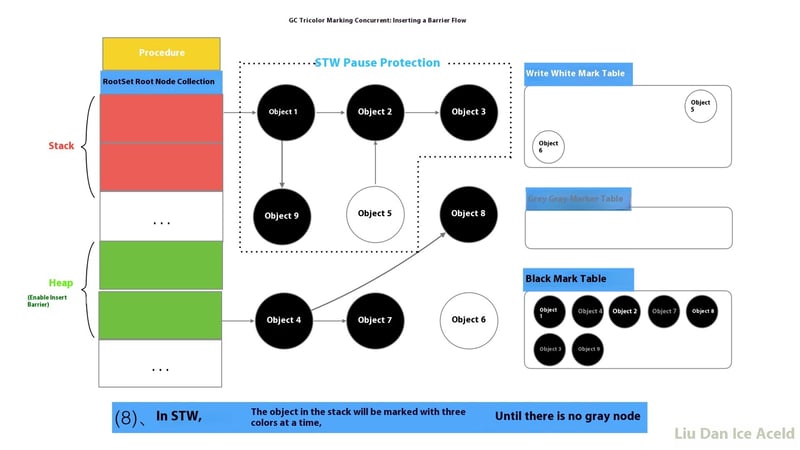 GC Tricolor Marking Concurrent: Inserting a Barrier Flow
Procedure
RootSet Root Node Collection
Stack
...
Heap
(Enable Insert
Barrier)
...
STW Pause Protection
Object 1
Object 2
Object 3
Object 9
Object 5
Object 8
Object 4
Object 7
Object 6
Write White Mark Table
Object
5
Object
6
Grey Gray Marker Table
Black Mark Table
Object
1
Object 4
Object 2
Object 7
Object 8
Object 3
Object 9
(8)、 In STW,
The object in the stack will be marked with three
colors at a time,
Until there is no gray node
Liu Dan Ice Aceld